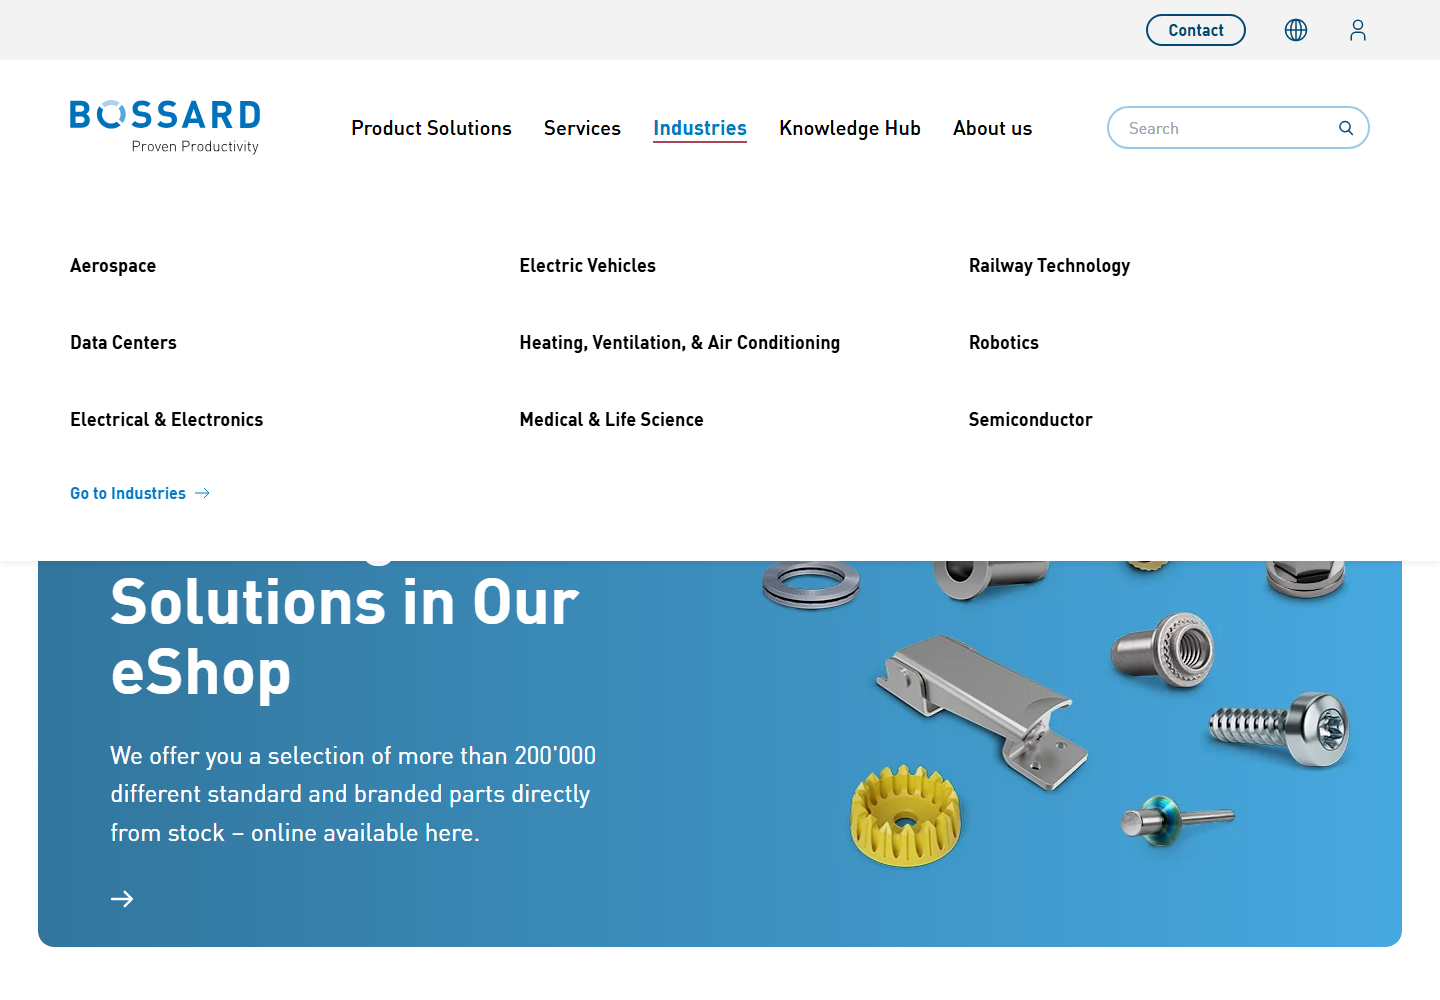 Contact
BOSSARD
Proven Productivity
Product Solutions
Services
Industries
Knowledge Hub
About us
Search
Aerospace
Electric Vehicles
Railway Technology
Data Centers
Heating, Ventilation, & Air Conditioning
Robotics
Electrical & Electronics
Medical & Life Science
Semiconductor
Go to Industries
Solutions in Our
eShop
We offer you a selection of more than 200'000
different standard and branded parts directly
from stock – online available here.